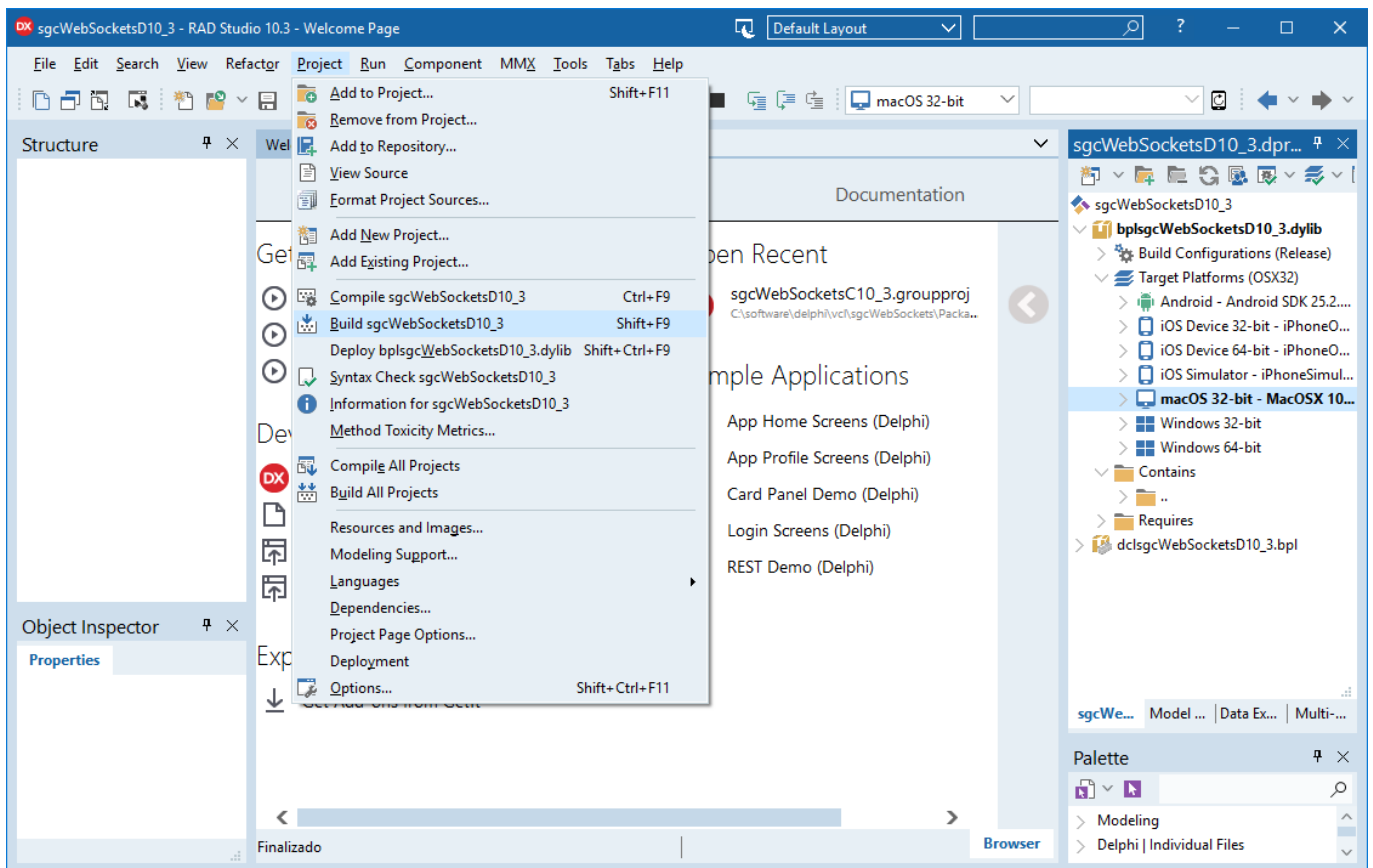 DX sgcWebSocketsD10_3 - RAD Studio 10.3 - Welcome Page
Default Layout
?
File Edit Search View Refactor Project Run Component MMX Tools Tabs Help
macOS 32-bit
Structure
Object Inspector
Properties
Add to Project... Shift+F11
Remove from Project...
Add to Repository...
View Source
Format Project Sources...
Add New Project...
Add Existing Project...
Compile sgcWebSocketsD10_3 Ctrl+F9
Build sgcWebSocketsD10_3 Shift+F9
Deploy bplsgcWebSocketsD10_3.dylib Shift+Ctrl+F9
Syntax Check sgcWebSocketsD10_3
Information for sgcWebSocketsD10_3
Method Toxicity Metrics...
Compile All Projects
Build All Projects
Resources and Images...
Modeling Support...
Languages
Dependencies...
Project Page Options...
Deployment
Options... Shift+Ctrl+F11
Wel
Documentation
Get
DX
Recent
sgcWebSocketsC10_3.groupproj
C:\software\delphi\vcl\sgcWebSockets\Packa..
Applications
App Home Screens (Delphi)
App Profile Screens (Delphi)
Card Panel Demo (Delphi)
Login Screens (Delphi)
REST Demo (Delphi)
Finalizado
Browser
sgcWebSocketsD10_3.dpr...
sgcWebSocketsD10_3
bplsgcWebSocketsD10_3.dylib
Build Configurations (Release)
Target Platforms (OSX32)
Android - Android SDK 25.2....
iOS Device 32-bit - iPhoneO...
iOS Device 64-bit - iPhoneO...
iOS Simulator - iPhoneSimul...
macOS 32-bit - MacOSX 10...
Windows 32-bit
Windows 64-bit
Contains
..
Requires
dclsgcWebSocketsD10_3.bpl
sgcWe... Model ... Data Ex... Multi-...
Palette
Modeling
Delphi | Individual Files